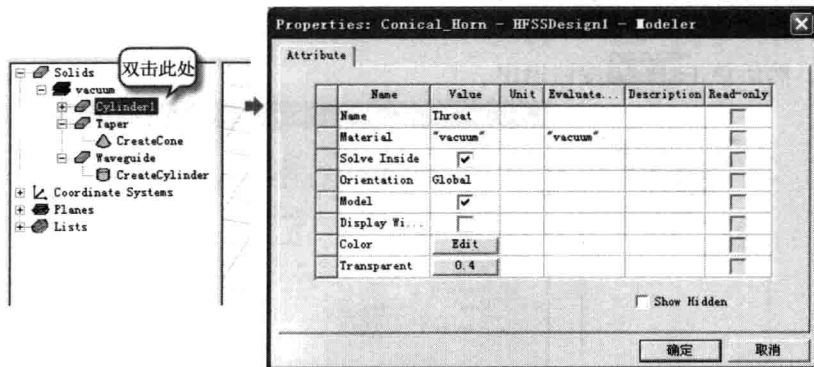 双击此处
Solids
vacuum
Cylinder1
Taper
CreateCone
Waveguide
CreateCylinder
Coordinate Systems
Planes
Lists
Properties: Conical_Horn - HFSSDesign1 - Modeler
Attribute
Name Value Unit Evaluate... Description Read-only
Name Throat
Material "vacuum" "vacuum"
Solve Inside
Orientation Global
Model
Display Wi...
Color Edit
Transparent 0.4
Show Hidden
确定 取消